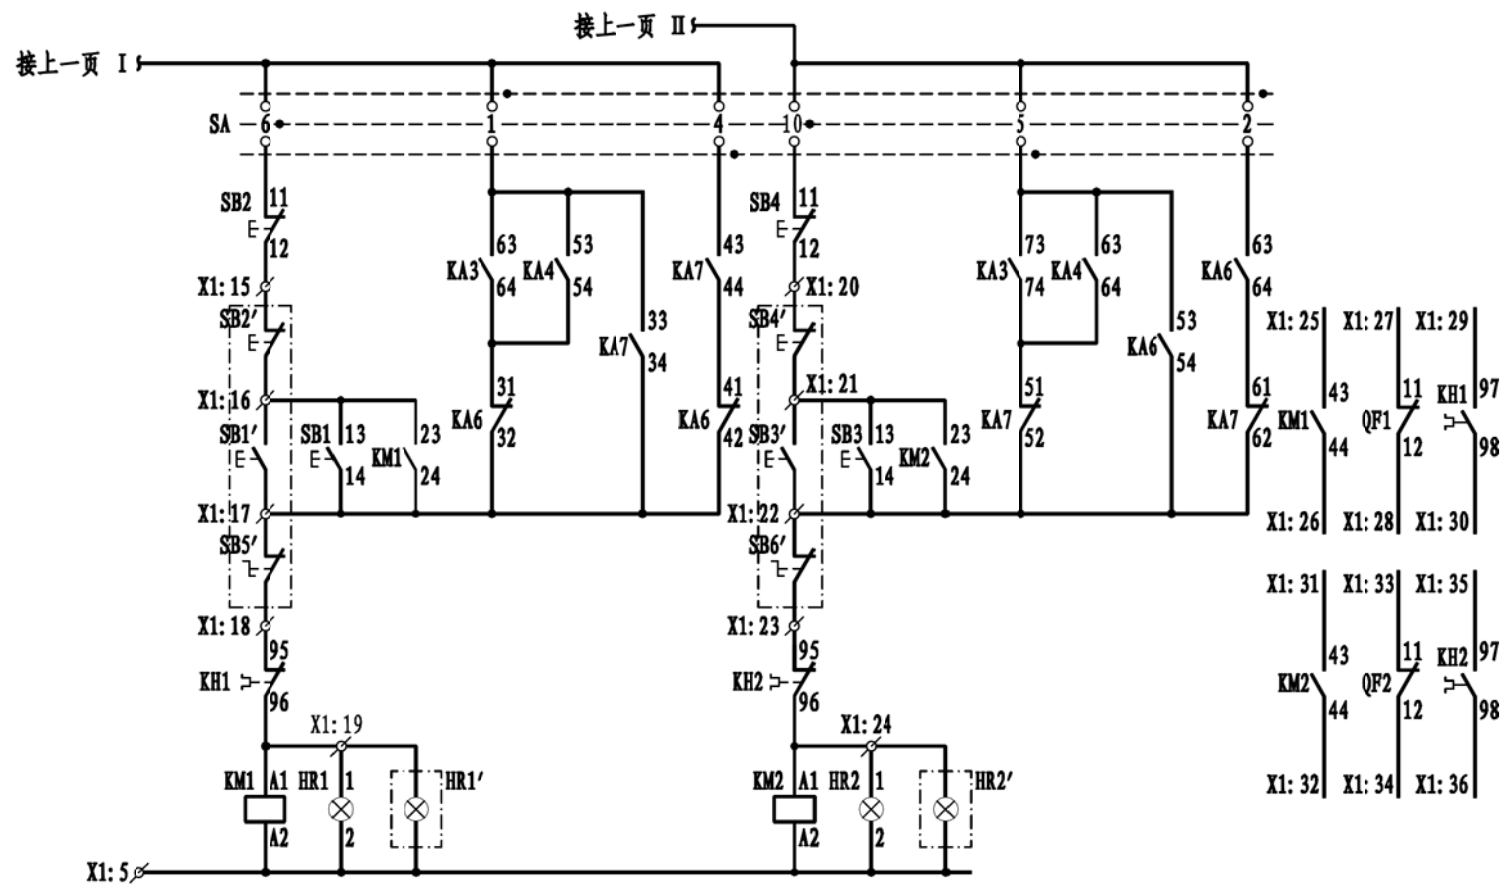 接上一页 II
接上一页 I
SA 6 1 4 10 5 2
SB2 11
12
SB4 11
12
KA3 63
64
KA4 53
54
KA7 43
44
KA3 73
74
KA4 63
64
KA6 63
64
X1:15
X1:20
SB2′
KA7 33
34
SB4′
KA6 53
54
X1:25
X1:27
X1:29
X1:16
KA6 31
32
KA6 41
42
X1:21
KA7 51
52
KA7 61
62
KM1 43
44
QF1 11
12
KH1 97
98
SB1′
SB1 13
14
KM1 23
24
SB3′
SB3 13
14
KM2 23
24
X1:17
X1:22
X1:26
X1:28
X1:30
SB5′
SB6′
X1:31
X1:33
X1:35
X1:18
X1:23
KH1 95
96
KH2 95
96
KM2 43
44
QF2 11
12
KH2 97
98
X1:19
X1:24
KM1 A1
A2
HR1 1
2
HR1′
KM2 A1
A2
HR2 1
2
HR2′
X1:32
X1:34
X1:36
X1:5